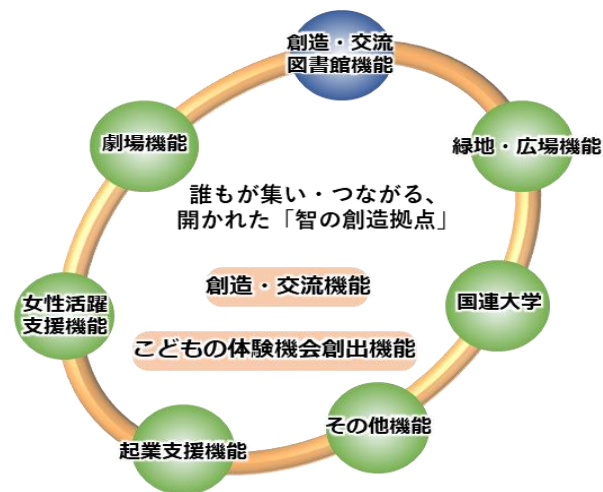 創造・交流
図書館機能
劇場機能
緑地・広場機能
誰もが集い・つながる、
開かれた「智の創造拠点」
創造・交流機能
女性活躍
支援機能
国連大学
こどもの体験機会創出機能
その他機能
起業支援機能